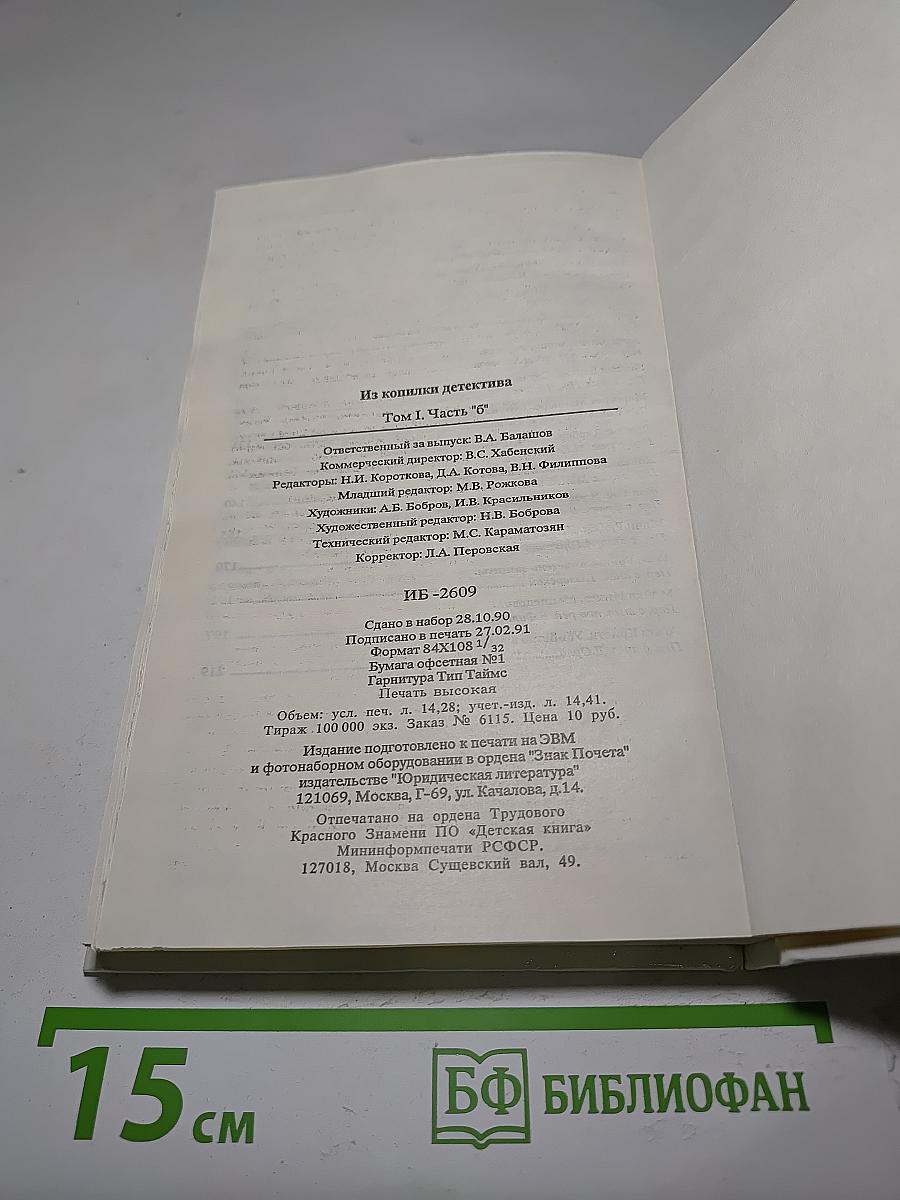 Из копилки детектива
Том I. Часть "б"
Ответственный за выпуск: В.А. Балашов
Коммерческий директор: В.С. Хабенский
Редакторы: Н.И. Короткова, Д.А. Котова, В.Н. Филиппова
Младший редактор: М.В. Рожкова
Художники: А.Б. Бобров, И.В. Красильников
Художественный редактор: Н.В. Боброва
Технический редактор: М.С. Караматозян
Корректор: Л.А. Перовская
ИБ -2609
Сдано в набор 28.10.90
Подписано в печать 27.02.91
Формат 84X108 1/32
Бумага офсетная №1
Гарнитура Тип Таймс
Печать высокая
Объем: усл. печ. л. 14,28; учет.-изд. л. 14,41.
Тираж 100 000 экз. Заказ № 6115. Цена 10 руб.
Издание подготовлено к печати на ЭВМ
и фотонаборном оборудовании в ордена "Знак Почета"
издательстве "Юридическая литература"
121069, Москва, Г-69, ул. Качалова, д.14.
Отпечатано на ордена Трудового
Красного Знамени ПО «Детская книга»
Мининформпечати РСФСР.
127018, Москва Сущевский вал, 49.
15 см
БФ БИБЛИОФАН